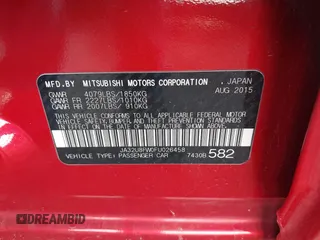 MFD BY MITSUBISHI MOTORS CORPORATION , JAPAN
GVWR 4079LBS/1850KG AUG 2015
GAWR FR 2227LBS/1010KG
GAWR RR 2007LBS/ 910KG
THIS VEHICLE CONFORMS TO ALL APPLICABLE FEDERAL MOTOR
VEHICLE SAFETY, BUMPER, AND THEFT PREVENTION STANDARDS
IN EFFECT ON THE DATE OF MANUFACTURE SHOWN ABOVE.
JA32U8FW0FU026458
VEHICLE TYPE: PASSENGER CAR 7430B 582
DREAMBID